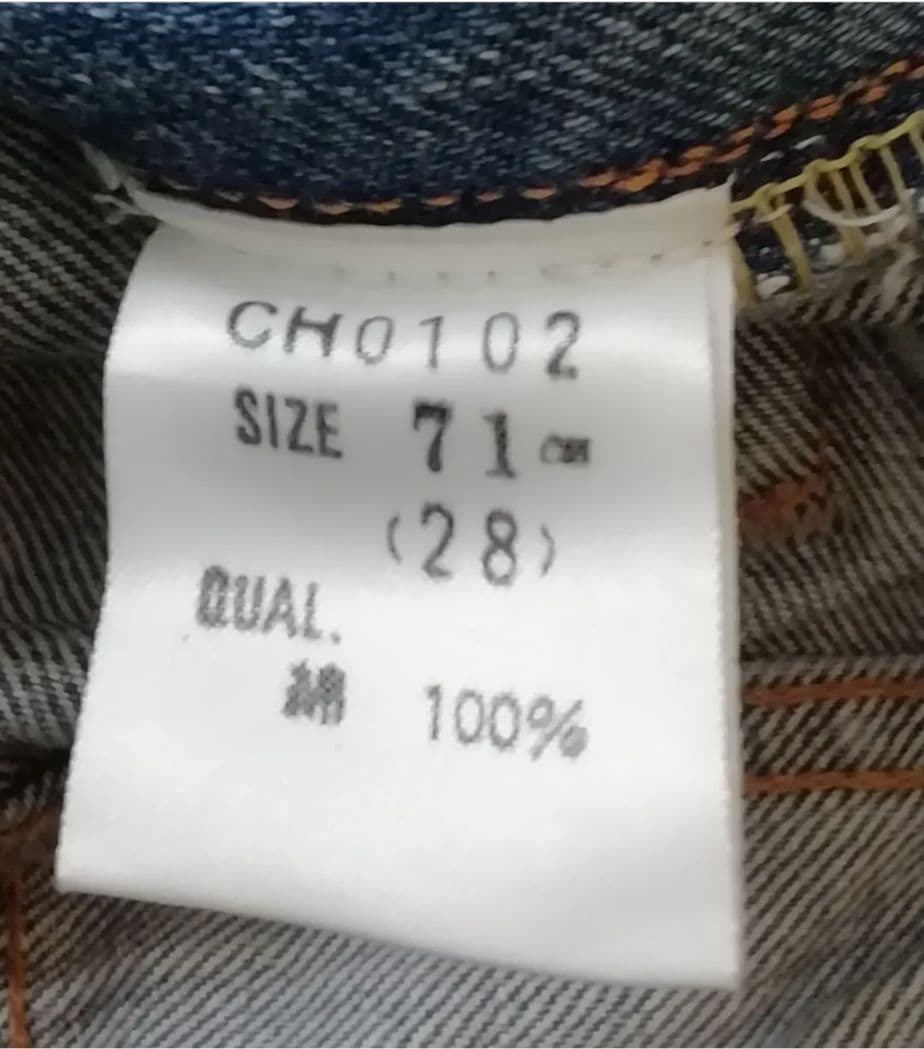 CH0102
SIZE 71cm
(28)
QUAL.
綿 100%